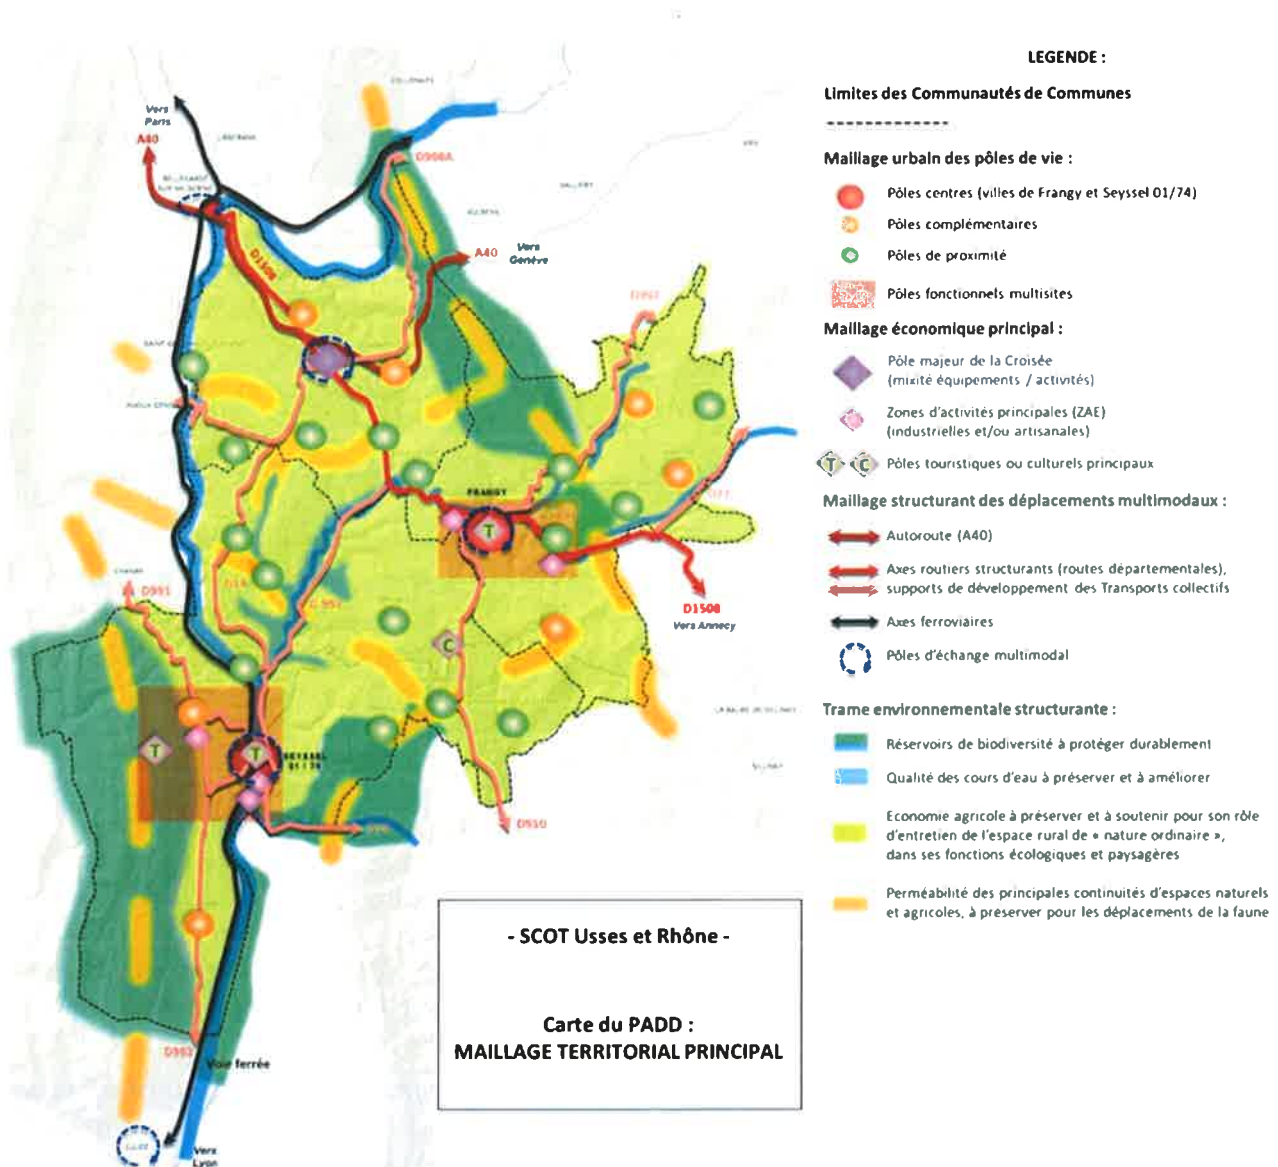 Vers
Paris
A40
D908A
A40
Vers
Genève
D1508
FRANGY
D1508
Vers Annecy
CHANAY
D991
T
C
T
T
SEYSSEL
01 / 74
D910
Voie ferrée
Vers
Lyon
LEGENDE :
Limites des Communautés de Communes
Maillage urbain des pôles de vie :
Pôles centres (villes de Frangy et Seyssel 01/74)
Pôles complémentaires
Pôles de proximité
Pôles fonctionnels multisites
Maillage économique principal :
Pôle majeur de la Croisée
(mixité équipements / activités)
Zones d'activités principales (ZAE)
(industrielles et/ou artisanales)
T C Pôles touristiques ou culturels principaux
Maillage structurant des déplacements multimodaux :
Autoroute (A40)
Axes routiers structurants (routes départementales),
supports de développement des Transports collectifs
Axes ferroviaires
Pôles d'échange multimodal
Trame environnementale structurante :
Réservoirs de biodiversité à protéger durablement
Qualité des cours d'eau à préserver et à améliorer
Economie agricole à préserver et à soutenir pour son rôle
d'entretien de l'espace rural de « nature ordinaire »,
dans ses fonctions écologiques et paysagères
Perméabilité des principales continuités d'espaces naturels
et agricoles, à préserver pour les déplacements de la faune
- SCOT Usses et Rhône -
Carte du PADD :
MAILLAGE TERRITORIAL PRINCIPAL